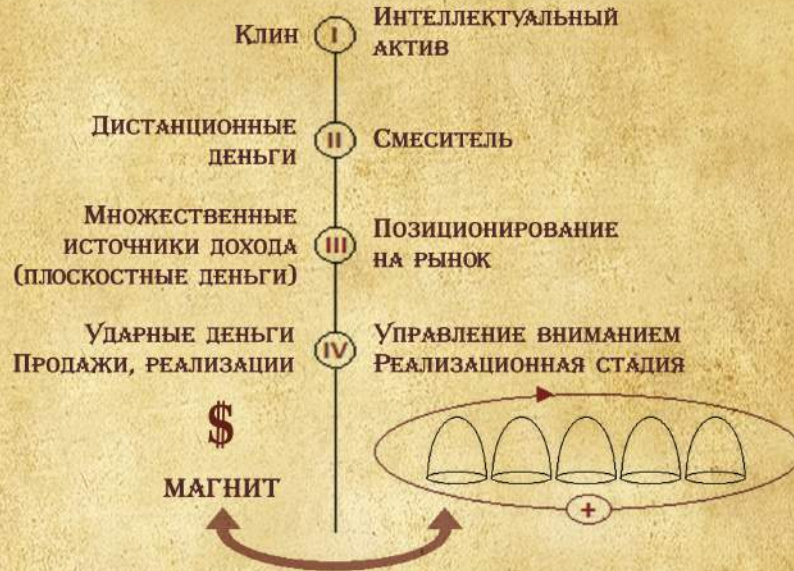 Клин
I
Интеллектуальный
актив
Дистанционные
деньги
II
Смеситель
Множественные
источники дохода
(плоскостные деньги)
III
Позиционирование
на рынок
Ударные деньги
Продажи, реализации
IV
Управление вниманием
Реализационная стадия
$
магнит
+